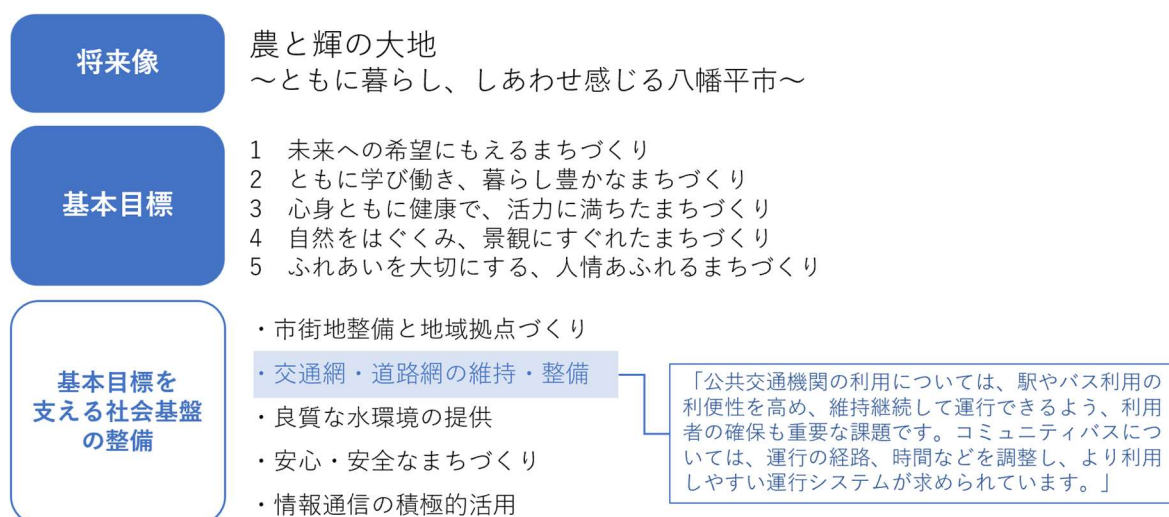 将来像
農と輝の大地
～ともに暮らし、しあわせ感じる八幡平市～
基本目標
1 未来への希望にもえるまちづくり
2 ともに学び働き、暮らし豊かなまちづくり
3 心身ともに健康で、活力に満ちたまちづくり
4 自然をはぐくみ、景観にすぐれたまちづくり
5 ふれあいを大切にする、人情あふれるまちづくり
基本目標を
支える社会基盤
の整備
・市街地整備と地域拠点づくり
・交通網・道路網の維持・整備
・良質な水環境の提供
・安心・安全なまちづくり
・情報通信の積極的活用
「公共交通機関の利用については、駅やバス利用の
利便性を高め、維持継続して運行できるよう、利用
者の確保も重要な課題です。コミュニティバスにつ
いては、運行の経路、時間などを調整し、より利用
しやすい運行システムが求められています。」